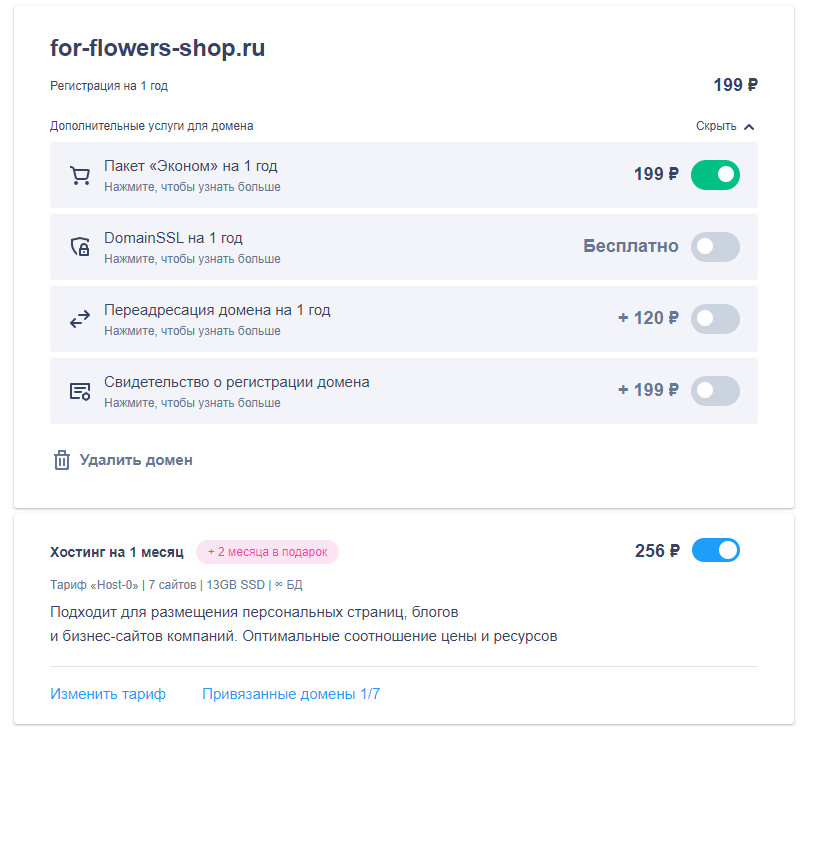 for-flowers-shop.ru
Регистрация на 1 год 199 ₽
Дополнительные услуги для домена Скрыть
Пакет «Эконом» на 1 год
Нажмите, чтобы узнать больше
199 ₽
DomainSSL на 1 год
Нажмите, чтобы узнать больше
Бесплатно
Переадресация домена на 1 год
Нажмите, чтобы узнать больше
+ 120 ₽
Свидетельство о регистрации домена
Нажмите, чтобы узнать больше
+ 199 ₽
Удалить домен
Хостинг на 1 месяц + 2 месяца в подарок 256 ₽
Тариф «Host-0» | 7 сайтов | 13GB SSD | ∞ БД
Подходит для размещения персональных страниц, блогов
и бизнес-сайтов компаний. Оптимальные соотношение цены и ресурсов
Изменить тариф Привязанные домены 1/7